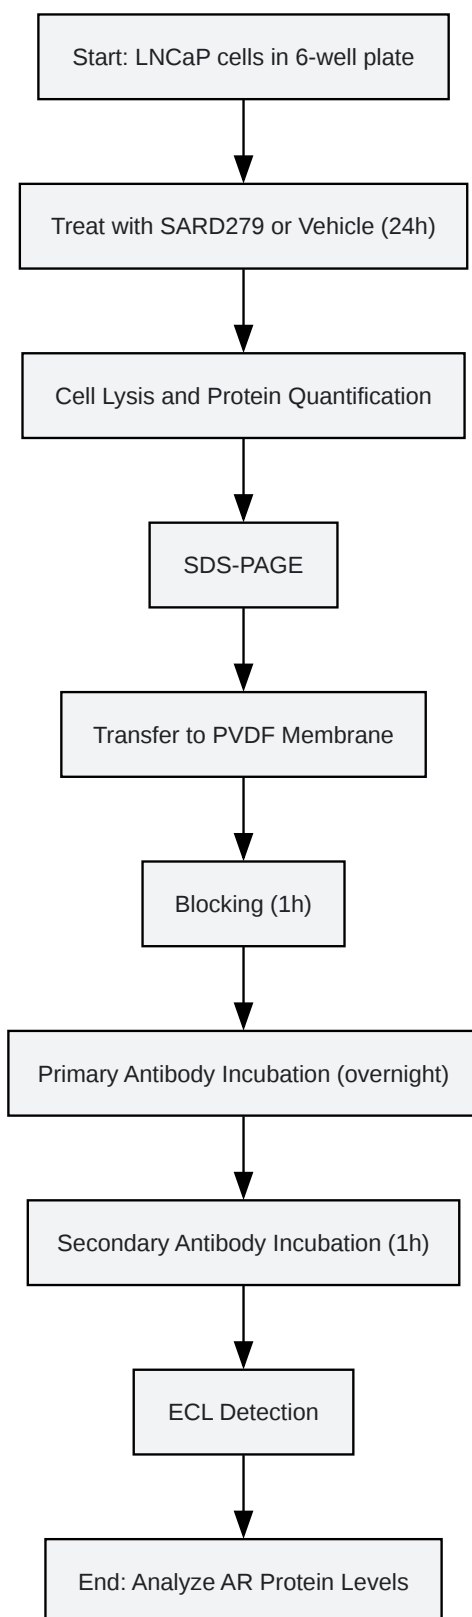 Start: LNCaP cells in 6-well plate
Treat with SARD279 or Vehicle (24h)
Cell Lysis and Protein Quantification
SDS-PAGE
Transfer to PVDF Membrane
Blocking (1h)
Primary Antibody Incubation (overnight)
Secondary Antibody Incubation (1h)
ECL Detection
End: Analyze AR Protein Levels